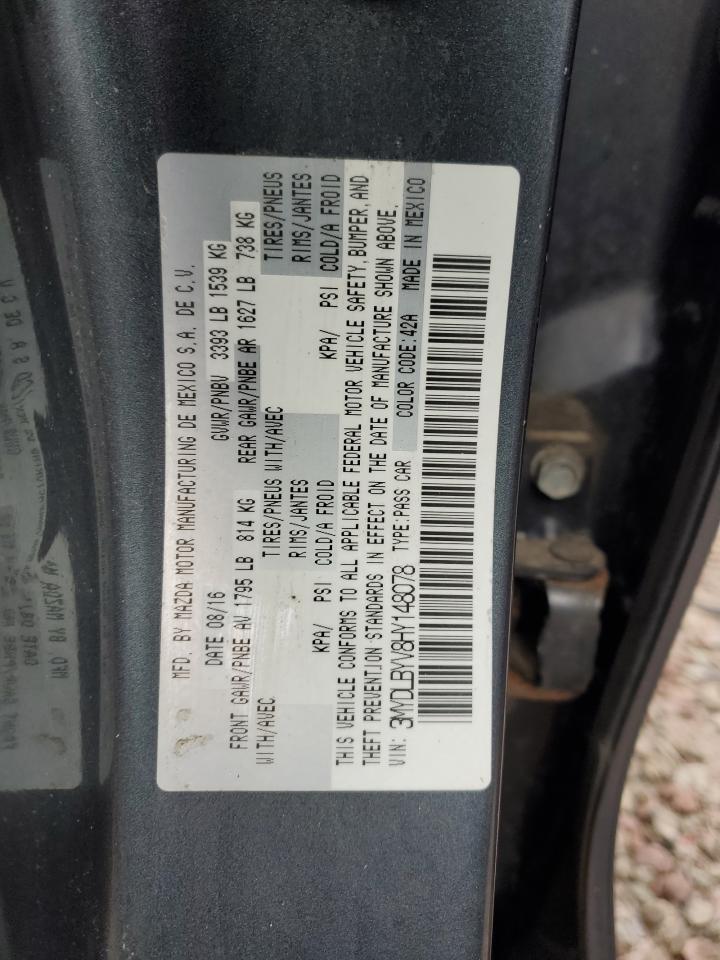 MFD. BY MAZDA MOTOR MANUFACTURING DE MEXICO S.A. DE C.V.
DATE 08/16 GVWR/PNBV 3393 LB 1539 KG
FRONT GAWR/PNBE AV 1795 LB 814 KG REAR GAWR/PNBE AR 1627 LB 738 KG
WITH/AVEC TIRES/PNEUS WITH/AVEC TIRES/PNEUS
RIMS/JANTES RIMS/JANTES
KPA/ PSI COLD/A FROID KPA/ PSI COLD/A FROID
THIS VEHICLE CONFORMS TO ALL APPLICABLE FEDERAL MOTOR VEHICLE SAFETY, BUMPER, AND
THEFT PREVENTION STANDARDS IN EFFECT ON THE DATE OF MANUFACTURE SHOWN ABOVE.
VIN: 3MYDLBYV8HY148078 TYPE:PASS CAR COLOR CODE:42A MADE IN MEXICO